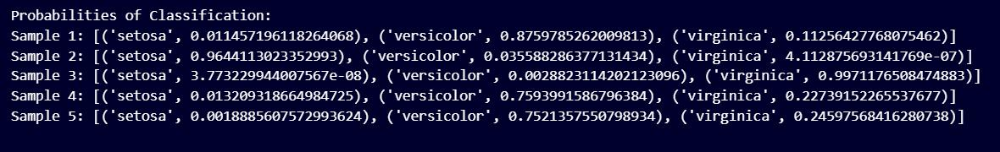 Probabilities of Classification:
Sample 1: [('setosa', 0.011457196118264068), ('versicolor', 0.8759785262009813), ('virginica', 0.11256427768075462)]
Sample 2: [('setosa', 0.9644113023352993), ('versicolor', 0.035588286377131434), ('virginica', 4.112875693141769e-07)]
Sample 3: [('setosa', 3.773229944007567e-08), ('versicolor', 0.0028823114202123096), ('virginica', 0.9971176508474883)]
Sample 4: [('setosa', 0.013209318664984725), ('versicolor', 0.7593991586796384), ('virginica', 0.22739152265537677)]
Sample 5: [('setosa', 0.0018885607572993624), ('versicolor', 0.7521357550798934), ('virginica', 0.24597568416280738)]